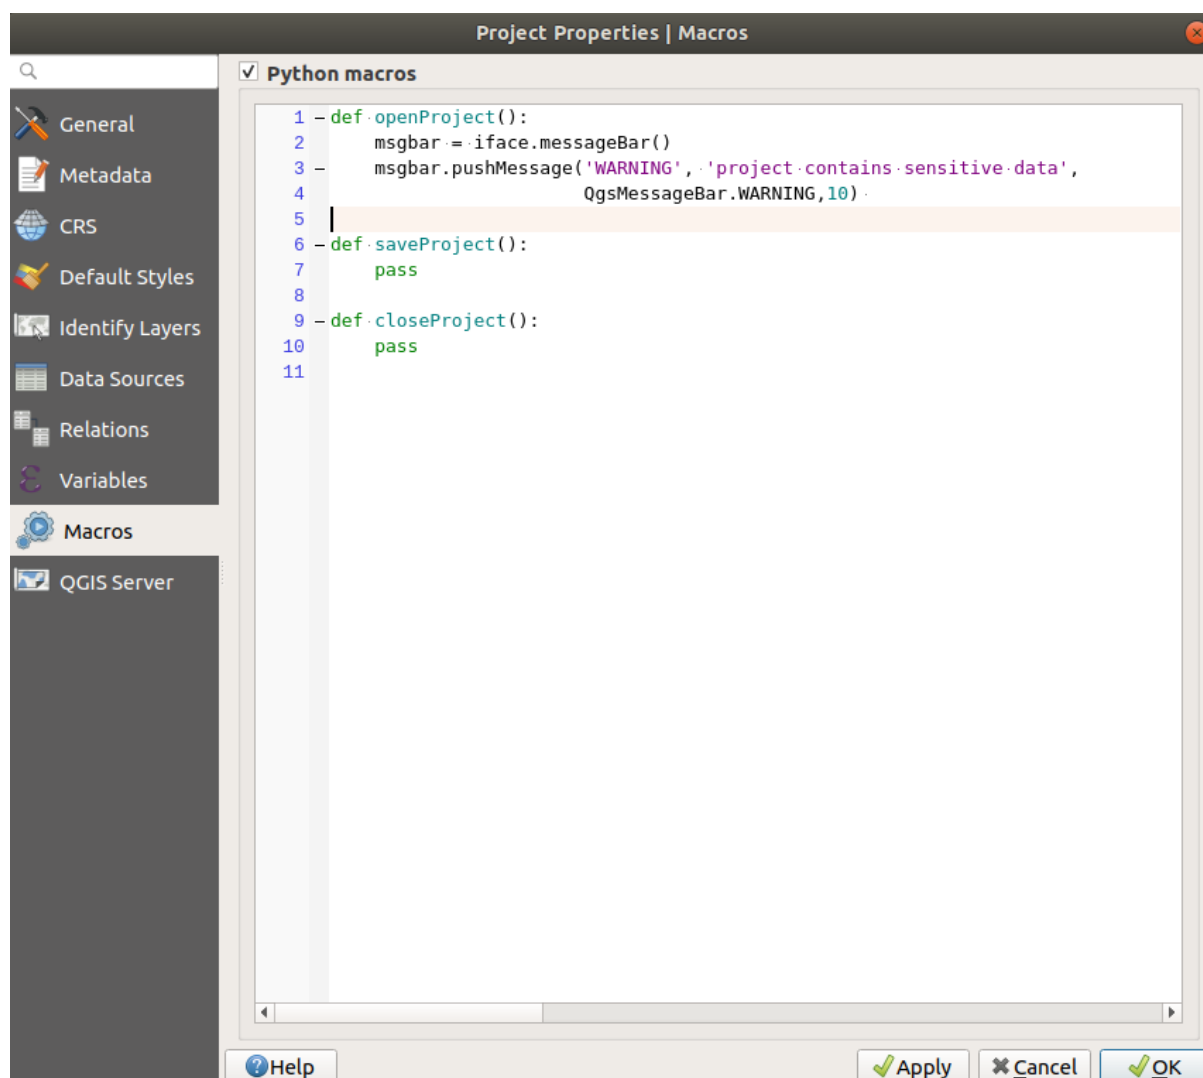 Project Properties | Macros
Python macros
General
Metadata
CRS
Default Styles
Identify Layers
Data Sources
Relations
Variables
Macros
QGIS Server
1 def openProject():
2     msgbar = iface.messageBar()
3     msgbar.pushMessage('WARNING', 'project contains sensitive data',
4                        QgsMessageBar.WARNING,10)
5
6 def saveProject():
7     pass
8
9 def closeProject():
10     pass
11
Help
Apply
Cancel
OK